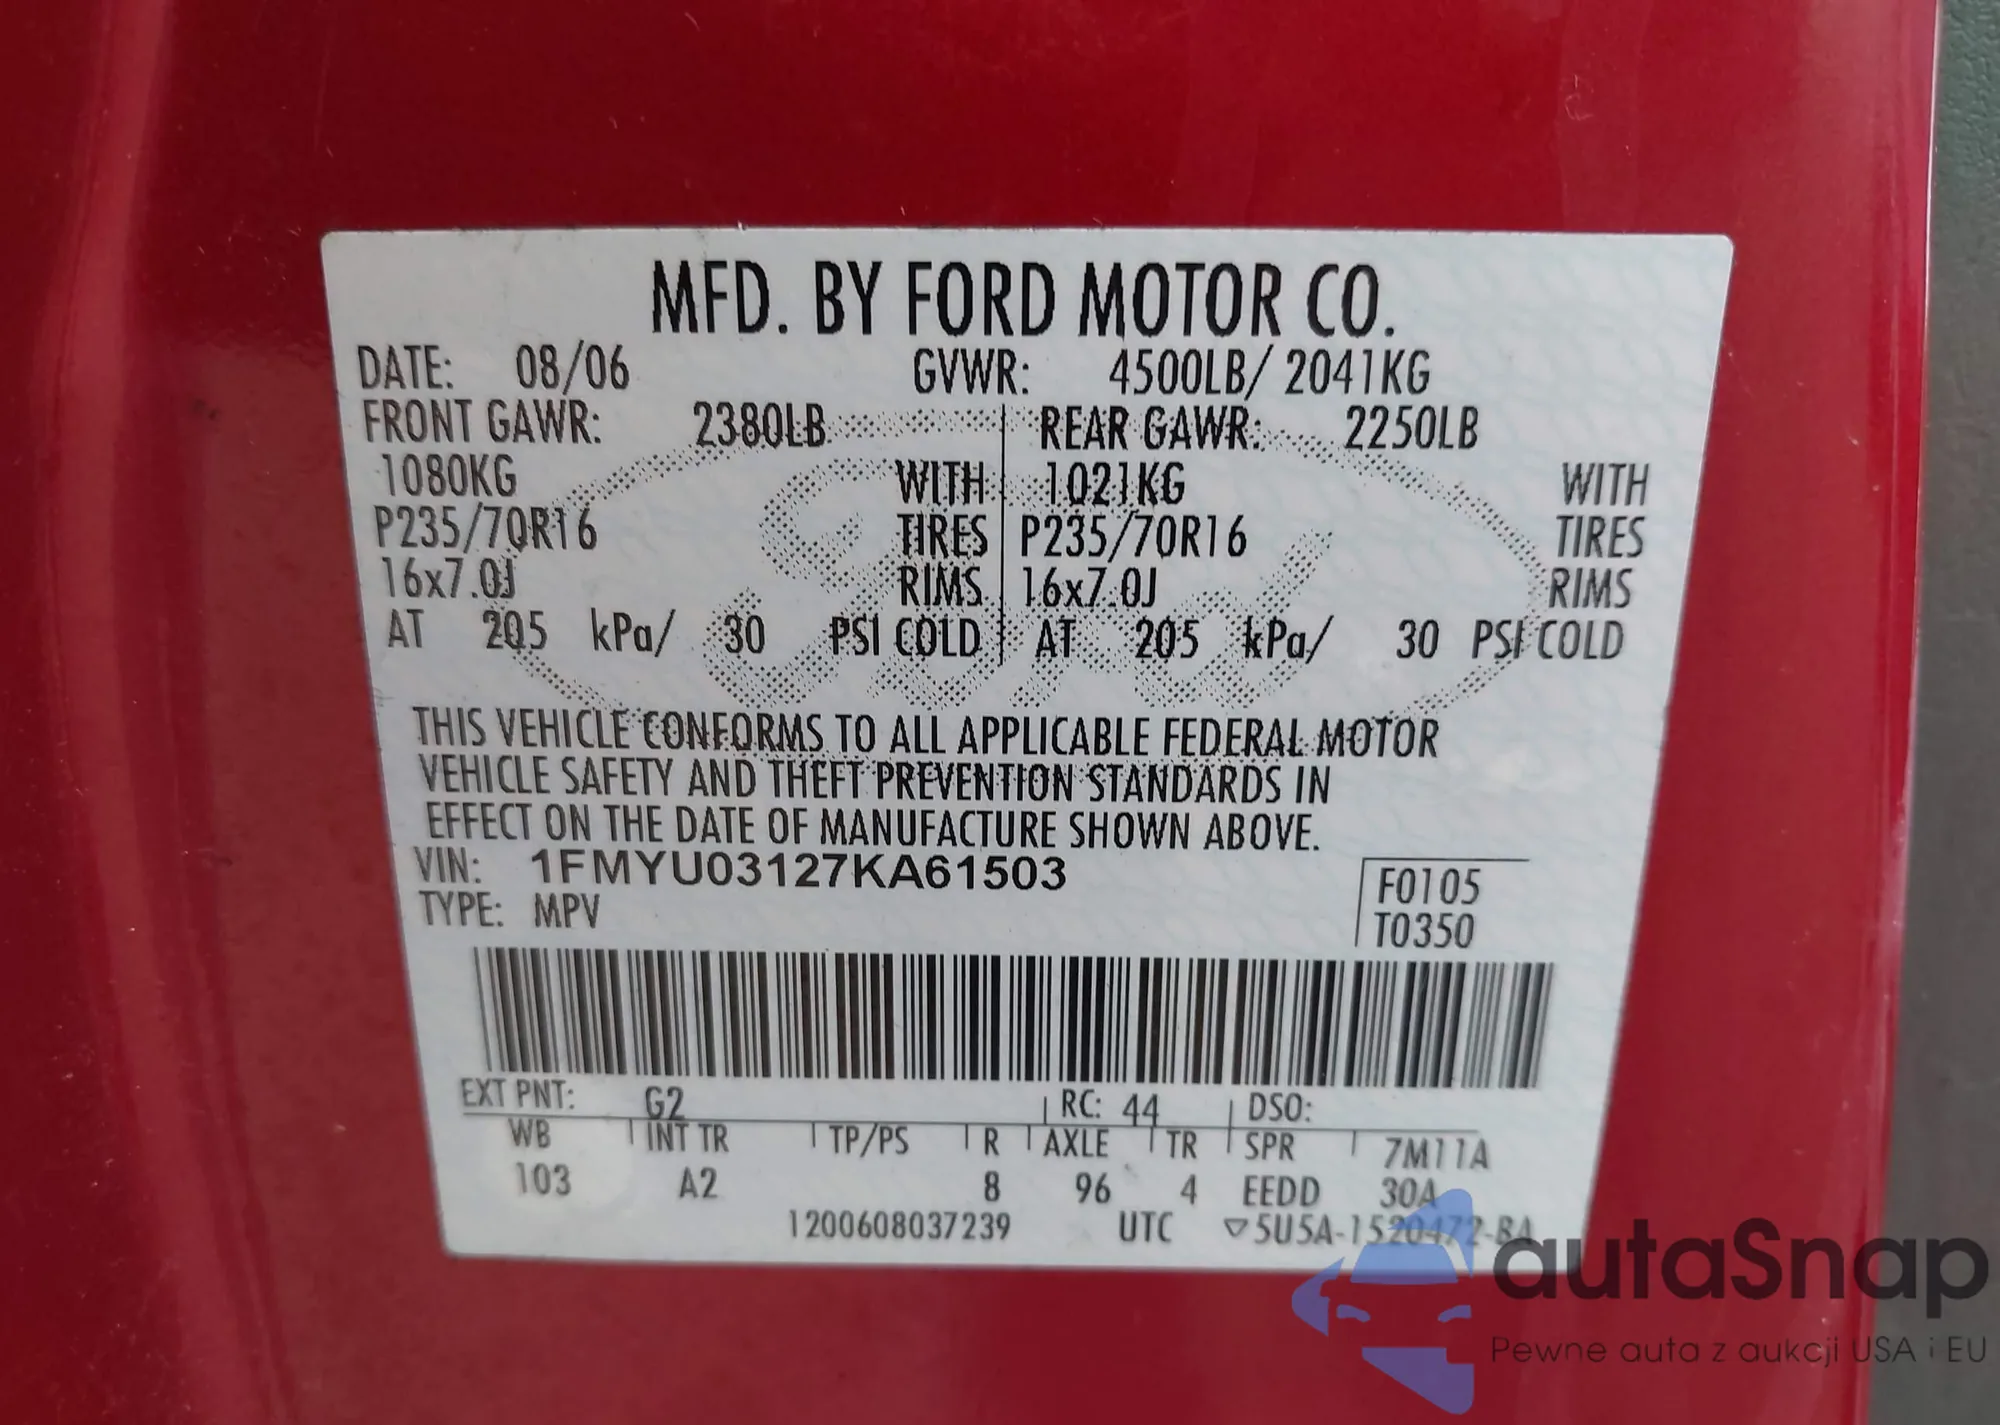 MFD. BY FORD MOTOR CO.
DATE: 08/06 GVWR: 4500LB/ 2041KG
FRONT GAWR: 2380LB REAR GAWR: 2250LB
1080KG WITH 1021KG WITH
P235/70R16 TIRES P235/70R16 TIRES
16x7.0J RIMS 16x7.0J RIMS
AT 205 kPa/ 30 PSI COLD AT 205 kPa/ 30 PSI COLD
THIS VEHICLE CONFORMS TO ALL APPLICABLE FEDERAL MOTOR
VEHICLE SAFETY AND THEFT PREVENTION STANDARDS IN
EFFECT ON THE DATE OF MANUFACTURE SHOWN ABOVE.
VIN: 1FMYU03127KA61503
TYPE: MPV
F0105
T0350
EXT PNT: G2 RC: 44 DSO:
WB INT TR TP/PS R AXLE TR SPR 7M11A
103 A2 8 96 4 EEDD 30A
1200608037239 UTC ▽5U5A-1520472-BA
autaSnap
Pewne auta z aukcji USA i EU
Ford